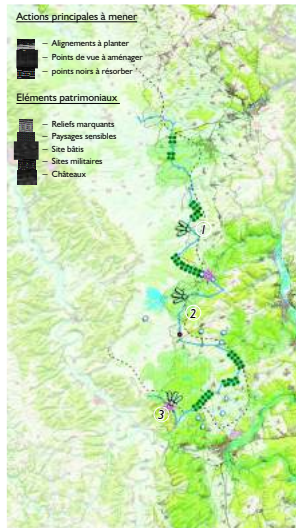 Actions principales à mener
— Alignements à planter
— Points de vue à aménager
— points noirs à résorber
Eléments patrimoniaux
— Reliefs marquants
— Paysages sensibles
— Site bâtis
— Sites militaires
— Châteaux
1
2
3